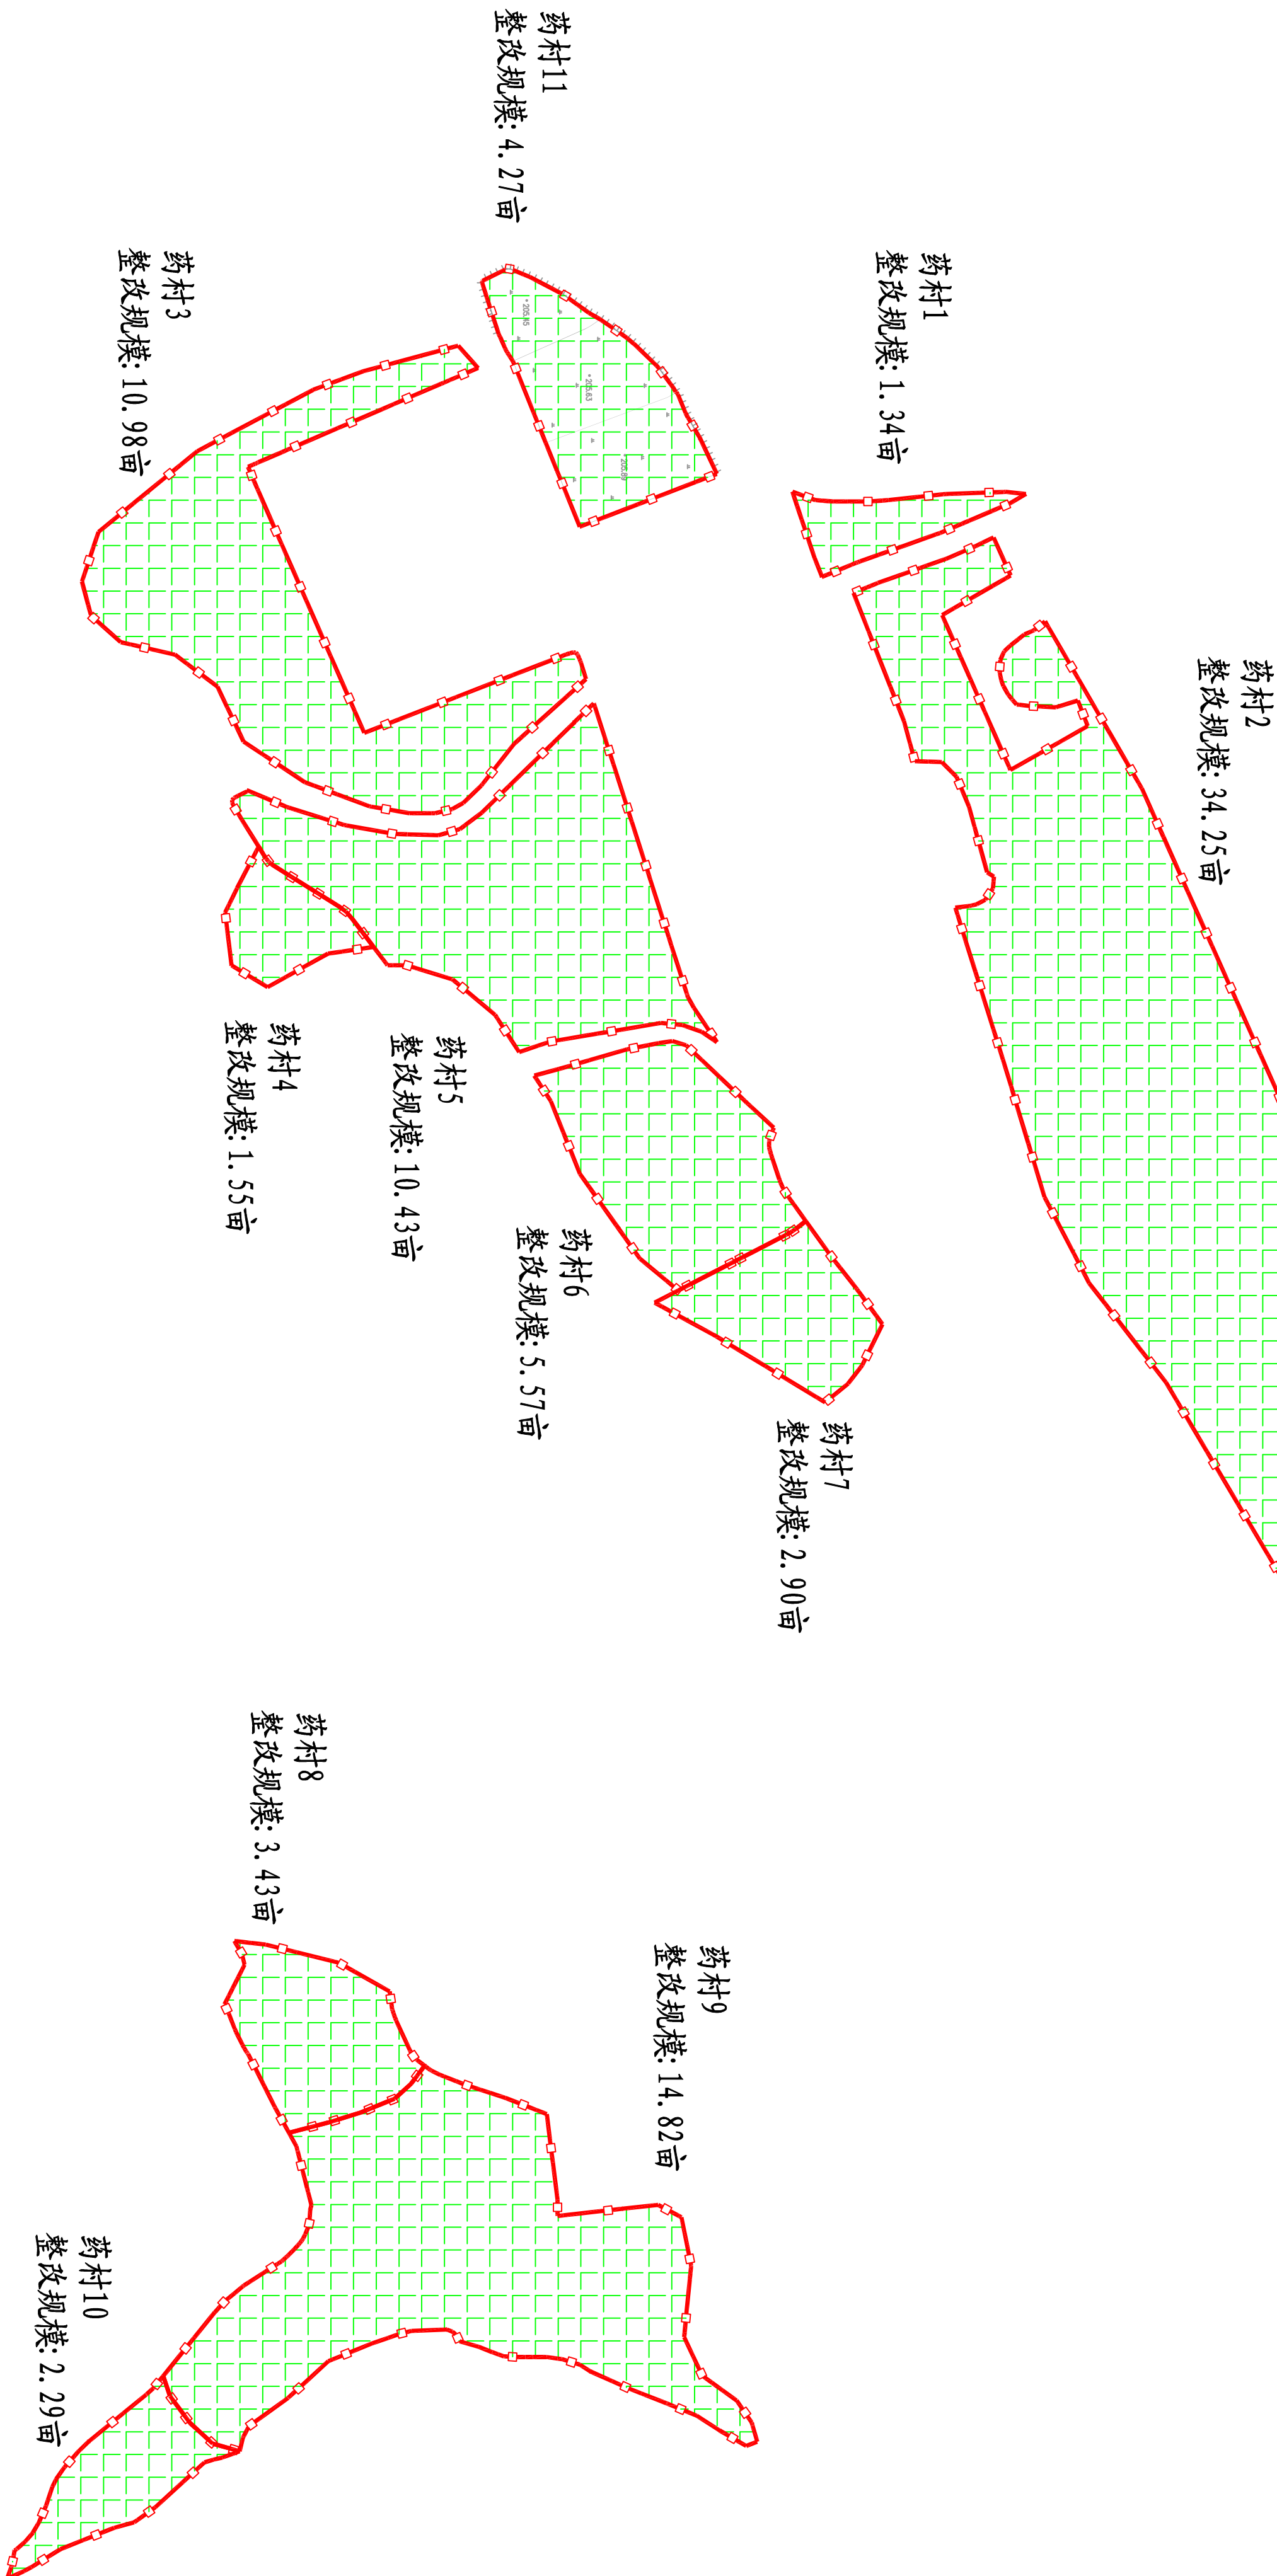 药村11
整改规模:4.27亩
205.45
205.63
205.89
药村1
整改规模:1.34亩
药村3
整改规模:10.98亩
药村2
整改规模:34.25亩
药村4
整改规模:1.55亩
药村5
整改规模:10.43亩
药村6
整改规模:5.57亩
药村7
整改规模:2.90亩
药村8
整改规模:3.43亩
药村9
整改规模:14.82亩
药村10
整改规模:2.29亩